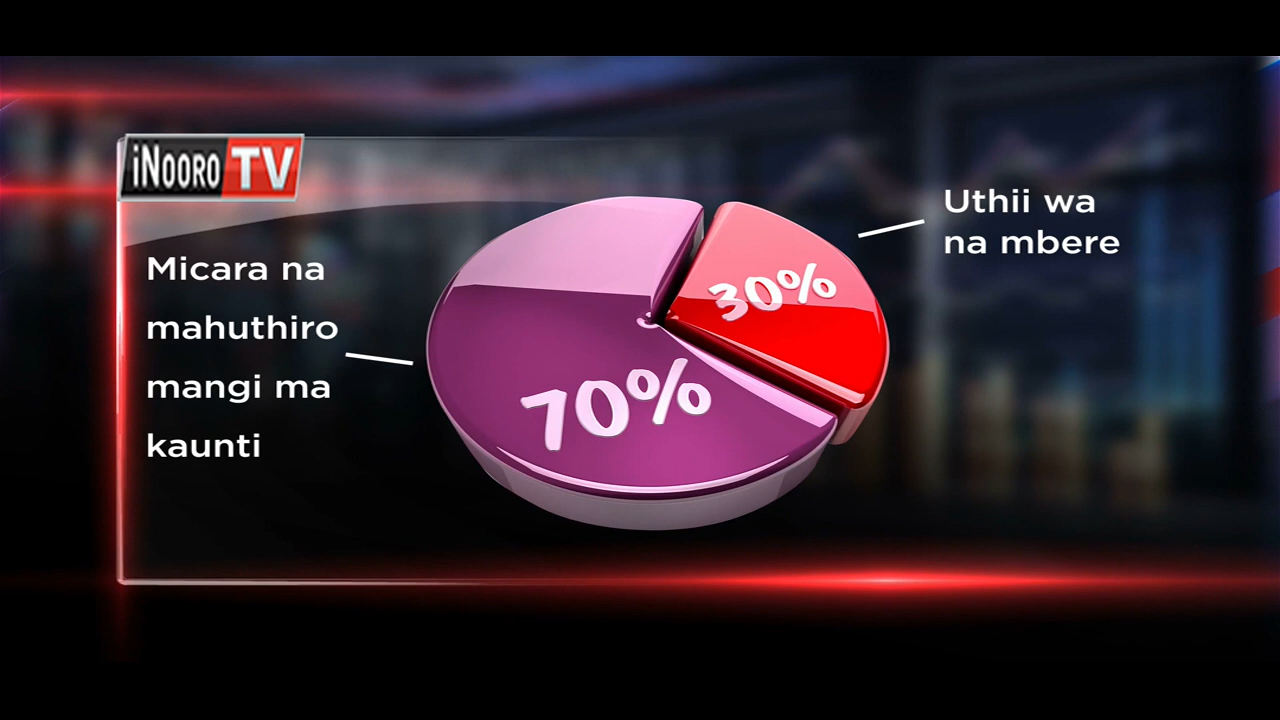 iNOORO TV
Micara na
mahuthiro
mangi ma
kaunti
70%
30%
Uthii wa
na mbere